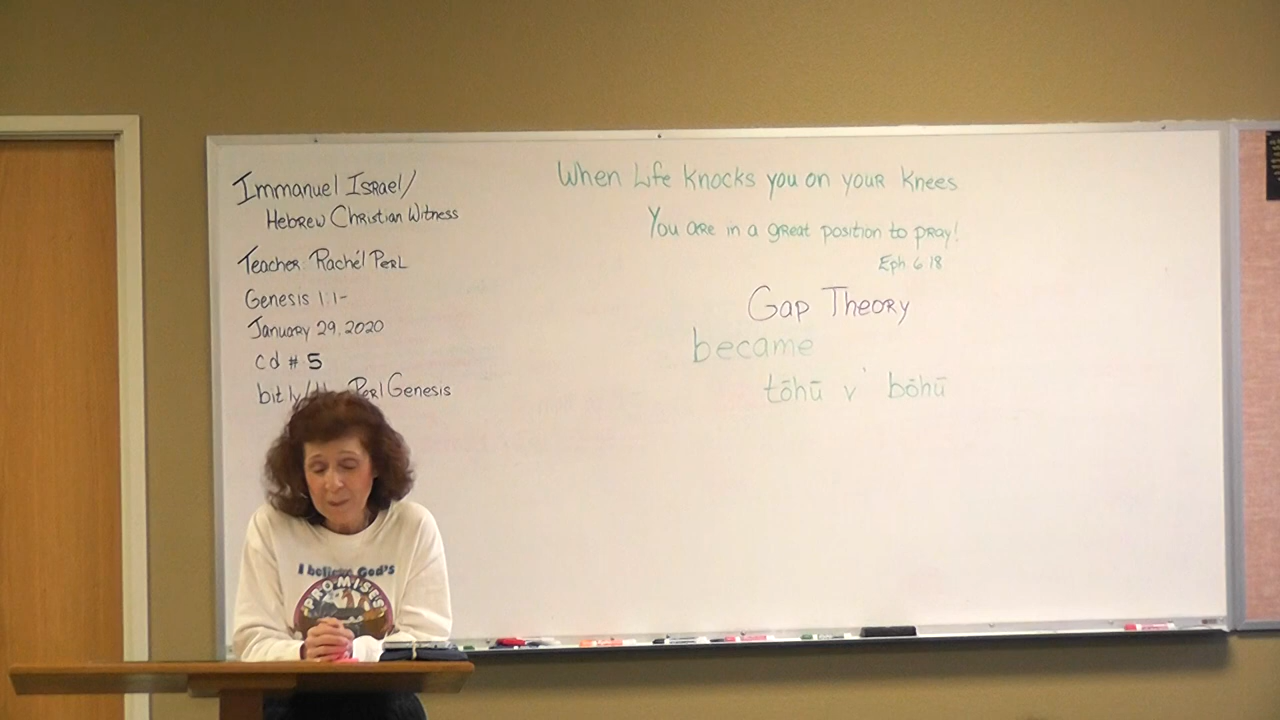 Immanuel Israel/
Hebrew Christian Witness
Teacher: Rachél Perl
Genesis 1:1-
January 29, 2020
cd # 5
bit.ly/ Perl Genesis
When Life Knocks you on your Knees
You are in a great position to pray!
Eph. 6:18
Gap Theory
became
tōhū v' bōhū
I believe God's
PROMISES